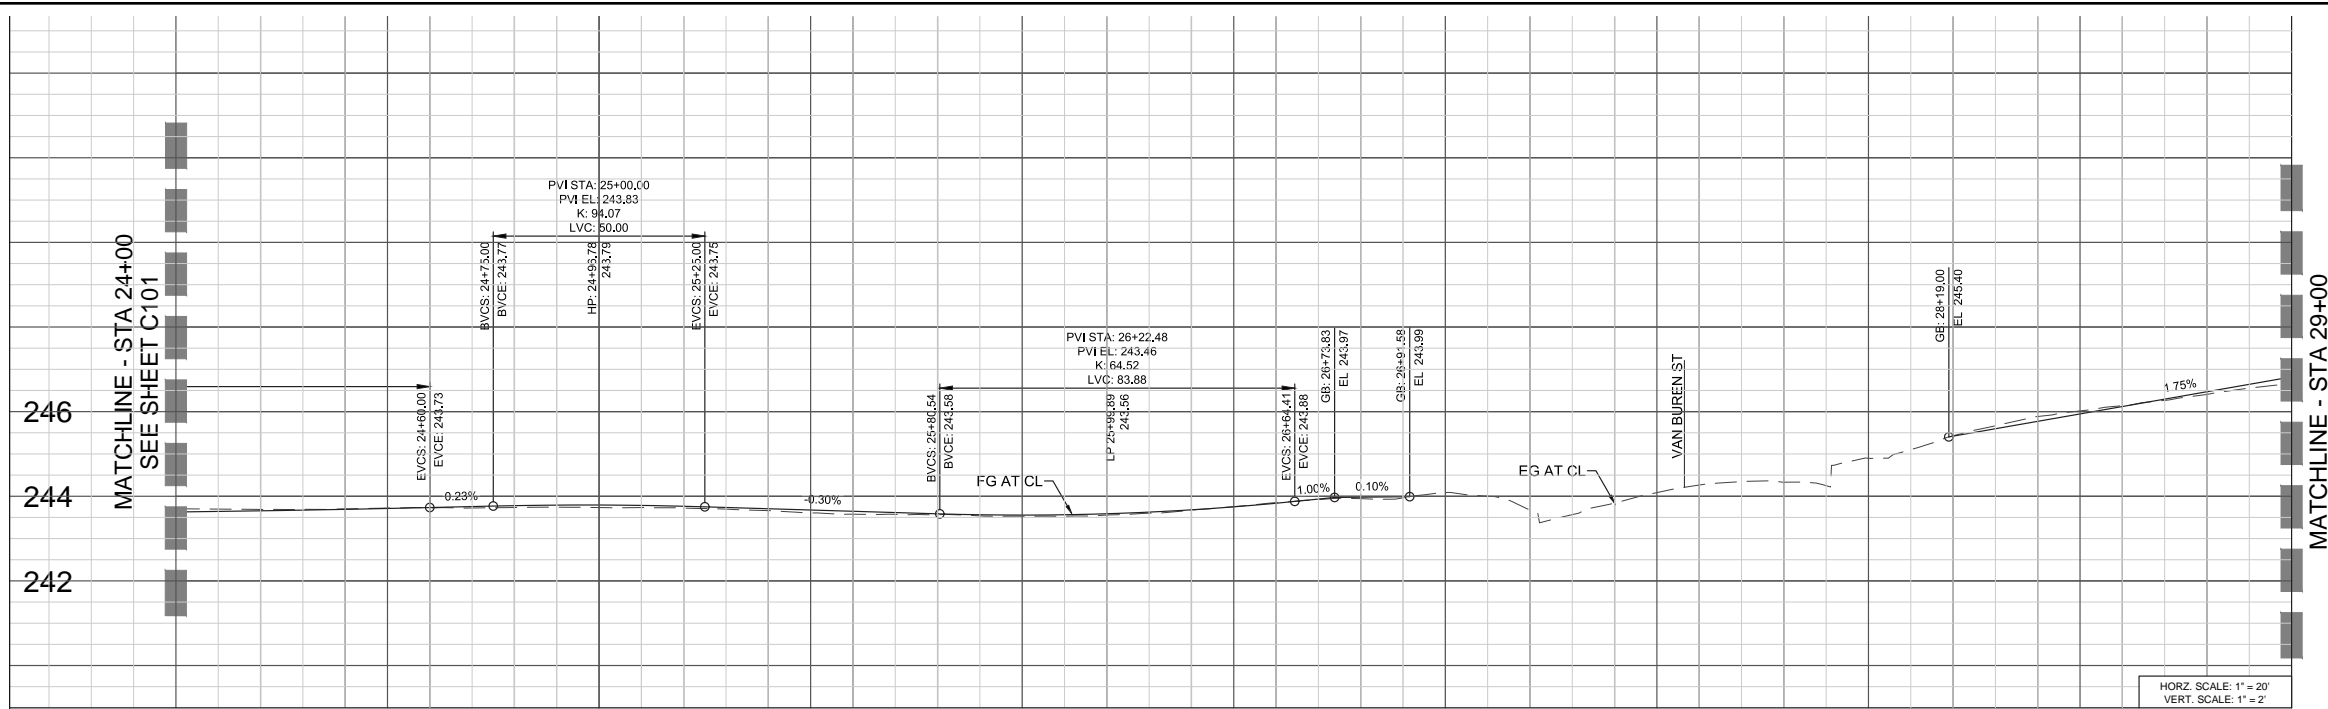 MATCHLINE - STA 24+00
SEE SHEET C101
246
244
242
EVCS: 24+60.00
EVCE: 243.73
0.23%
PVI STA: 25+00.00
PVI EL: 243.83
K: 94.07
LVC: 50.00
BVCS: 24+75.00
BVCE: 243.77
HP: 24+96.78
243.79
EVCS: 25+25.00
EVCE: 243.75
-0.30%
PVI STA: 26+22.48
PVI EL: 243.46
K: 64.52
LVC: 83.88
BVCS: 25+80.54
BVCE: 243.58
LP 25+99.89
243.56
EVCS: 26+64.41
EVCE: 243.88
FG AT CL
1.00%
GB: 26+73.83
EL 243.97
0.10%
GB: 26+91.58
EL 243.99
EG AT CL
VAN BUREN ST
GB: 28+19.00
EL 245.40
1.75%
MATCHLINE - STA 29+00
HORZ. SCALE: 1" = 20'
VERT. SCALE: 1" = 2'